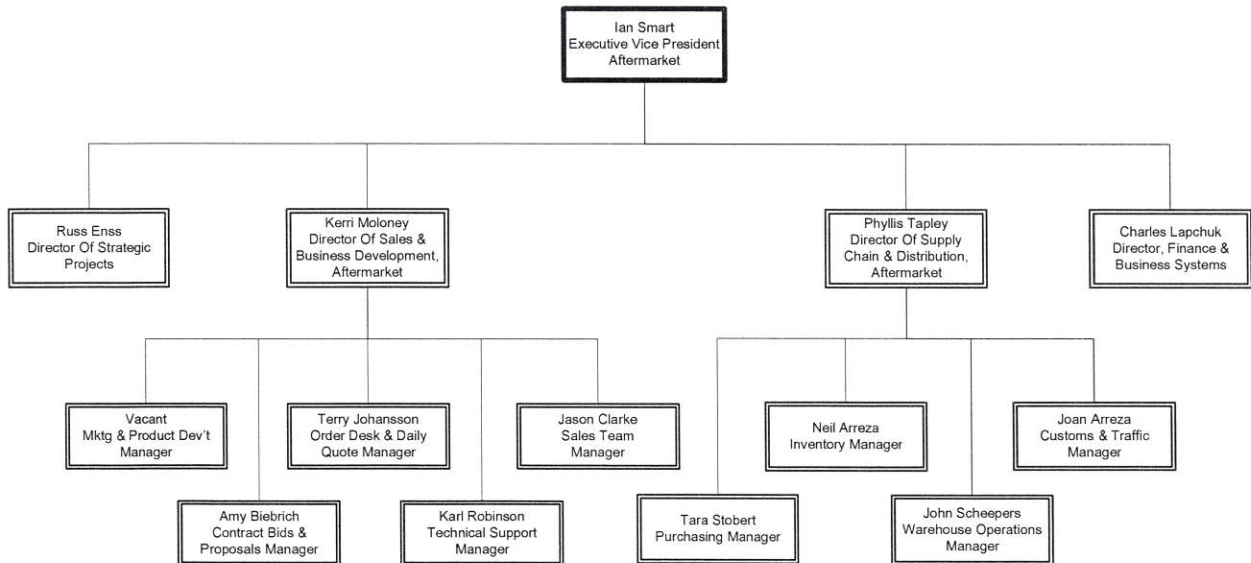 Ian Smart
Executive Vice President
Aftermarket
Russ Enss
Director Of Strategic
Projects
Kerri Moloney
Director Of Sales &
Business Development,
Aftermarket
Phyllis Tapley
Director Of Supply
Chain & Distribution,
Aftermarket
Charles Lapchuk
Director, Finance &
Business Systems
Vacant
Mktg & Product Dev't
Manager
Terry Johansson
Order Desk & Daily
Quote Manager
Jason Clarke
Sales Team
Manager
Neil Arreza
Inventory Manager
Joan Arreza
Customs & Traffic
Manager
Amy Biebrich
Contract Bids &
Proposals Manager
Karl Robinson
Technical Support
Manager
Tara Stobert
Purchasing Manager
John Scheepers
Warehouse Operations
Manager